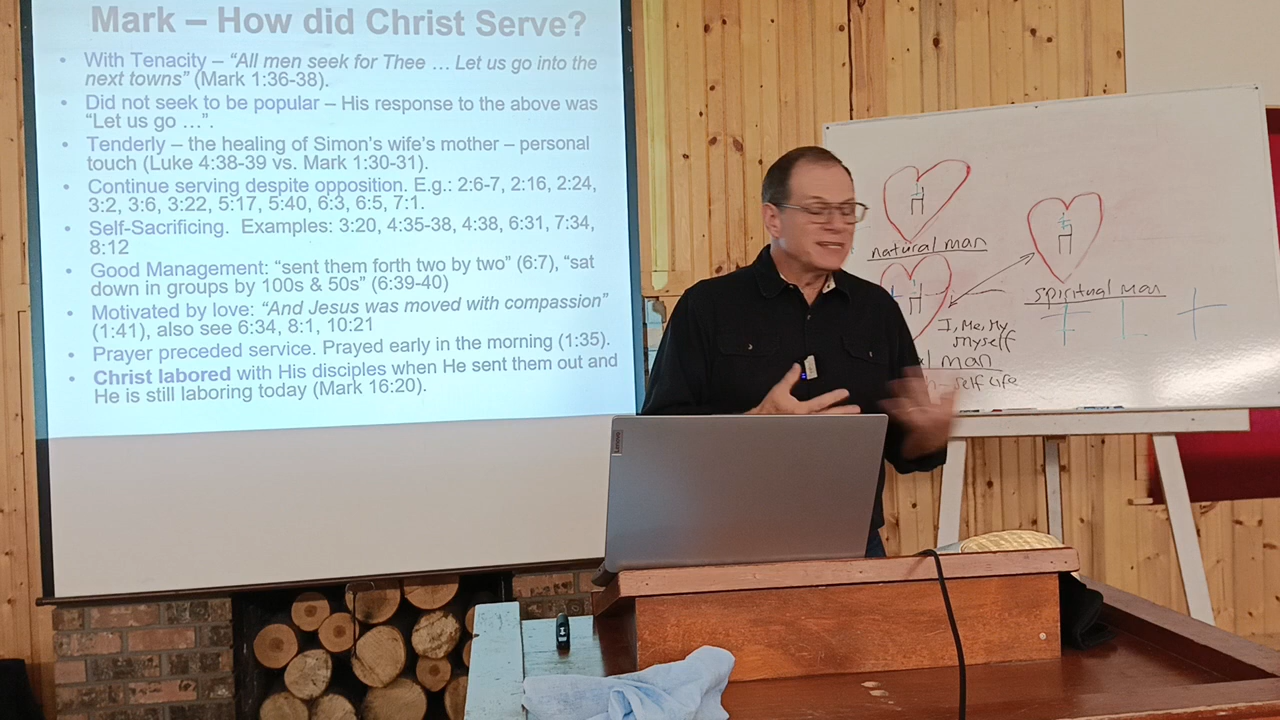 Mark – How did Christ Serve?
• With Tenacity – “All men seek for Thee … Let us go into the
next towns” (Mark 1:36-38).
• Did not seek to be popular – His response to the above was
“Let us go …”.
• Tenderly – the healing of Simon’s wife’s mother – personal
touch (Luke 4:38-39 vs. Mark 1:30-31).
• Continue serving despite opposition. E.g.: 2:6-7, 2:16, 2:24,
3:2, 3:6, 3:22, 5:17, 5:40, 6:3, 6:5, 7:1.
• Self-Sacrificing. Examples: 3:20, 4:35-38, 4:38, 6:31, 7:34,
8:12
• Good Management: “sent them forth two by two” (6:7), “sat
down in groups by 100s & 50s” (6:39-40)
• Motivated by love: “And Jesus was moved with compassion”
(1:41), also see 6:34, 8:1, 10:21
• Prayer preceded service. Prayed early in the morning (1:35).
• Christ labored with His disciples when He sent them out and
He is still laboring today (Mark 16:20).
natural man
spiritual man
I, Me, My
myself
man
self life
Lenovo